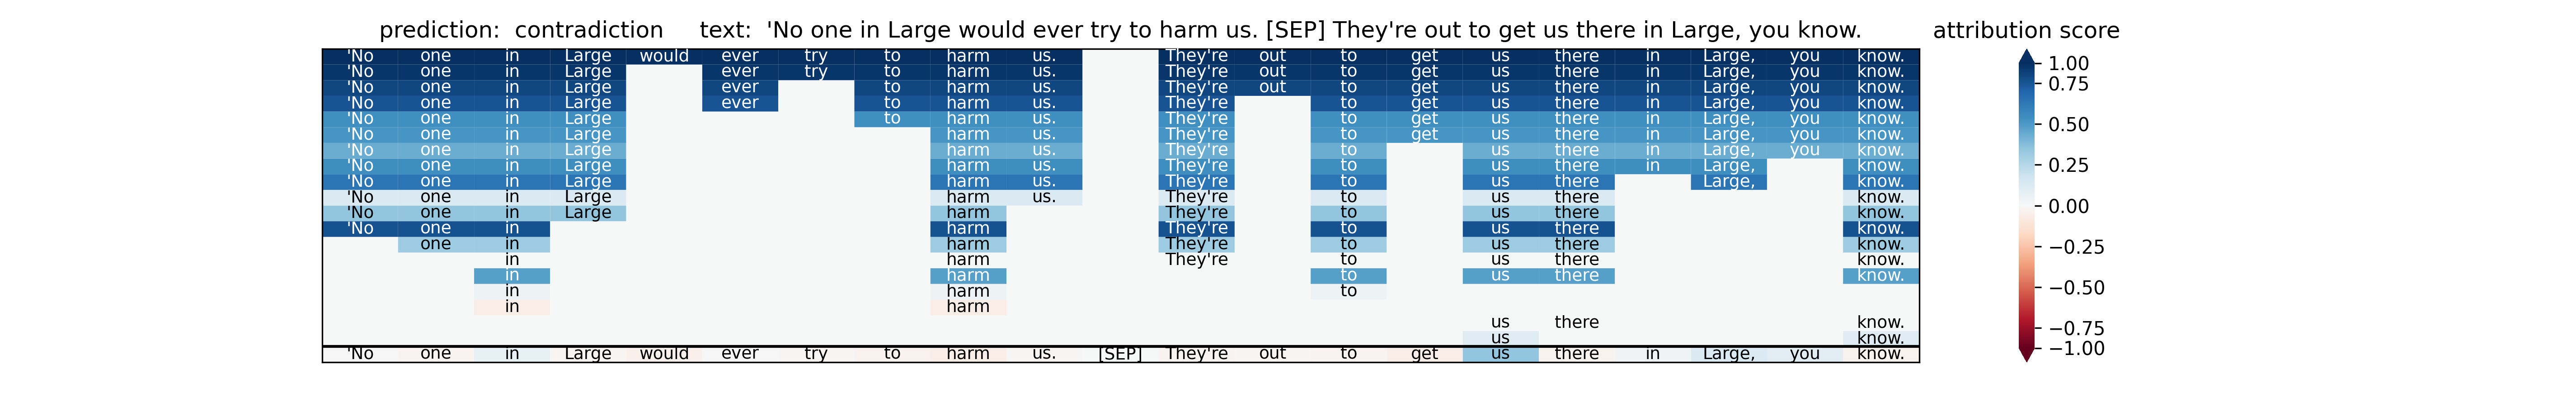 prediction: contradiction text: 'No one in Large would ever try to harm us. [SEP] They're out to get us there in Large, you know.
attribution score
'No one in Large would ever try to harm us. They're out to get us there in Large, you know.
'No one in Large ever try to harm us. They're out to get us there in Large, you know.
'No one in Large ever to harm us. They're out to get us there in Large, you know.
'No one in Large ever to harm us. They're to get us there in Large, you know.
'No one in Large to harm us. They're to get us there in Large, you know.
'No one in Large harm us. They're to get us there in Large, you know.
'No one in Large harm us. They're to us there in Large, you know.
'No one in Large harm us. They're to us there in Large, know.
'No one in Large harm us. They're to us there Large, know.
'No one in Large harm us. They're to us there know.
'No one in Large harm They're to us there know.
'No one in harm They're to us there know.
one in harm They're to us there know.
in harm They're to us there know.
in harm to us there know.
in harm to
in harm
us there know.
us know.
'No one in Large would ever try to harm us. [SEP] They're out to get us there in Large, you know.
1.00
0.75
0.50
0.25
0.00
−0.25
−0.50
−0.75
−1.00